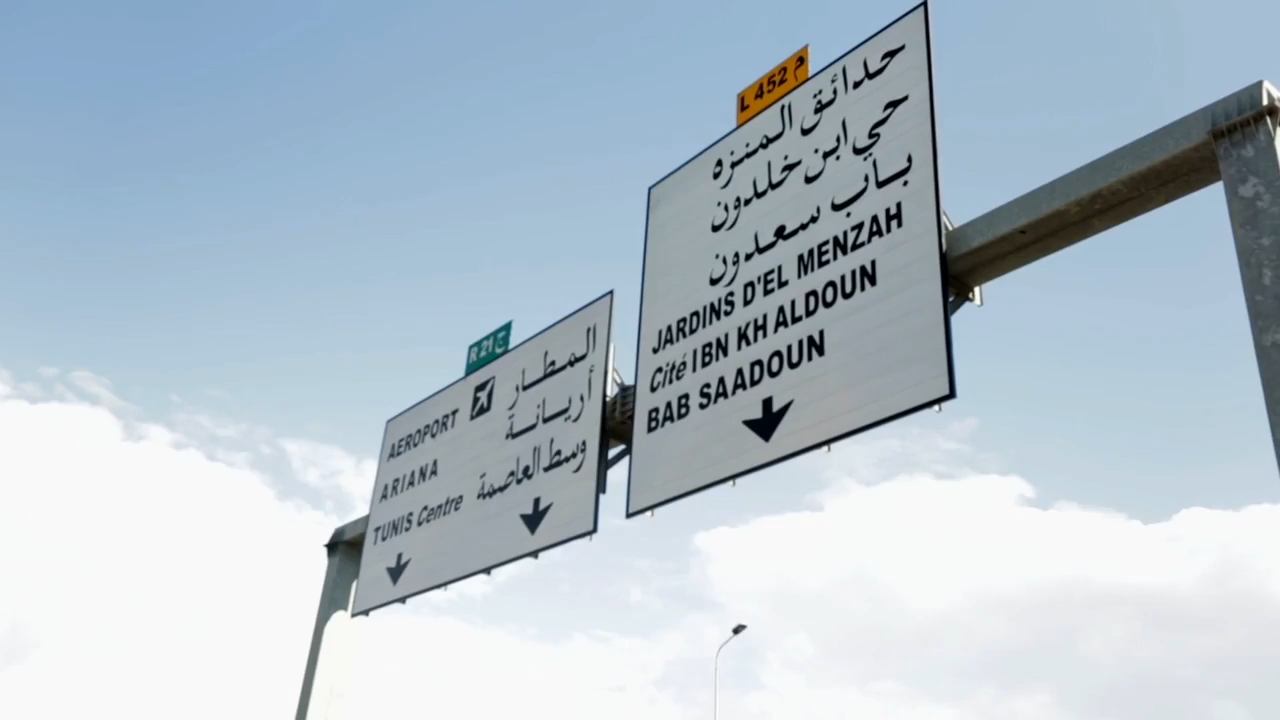 R 21 ج
AEROPORT المطار
ARIANA أريانة
TUNIS Centre وسط العاصمة
L 452 م
حدائق المنزه
حي ابن خلدون
باب سعدون
JARDINS D'EL MENZAH
Cité IBN KHALDOUN
BAB SAADOUN